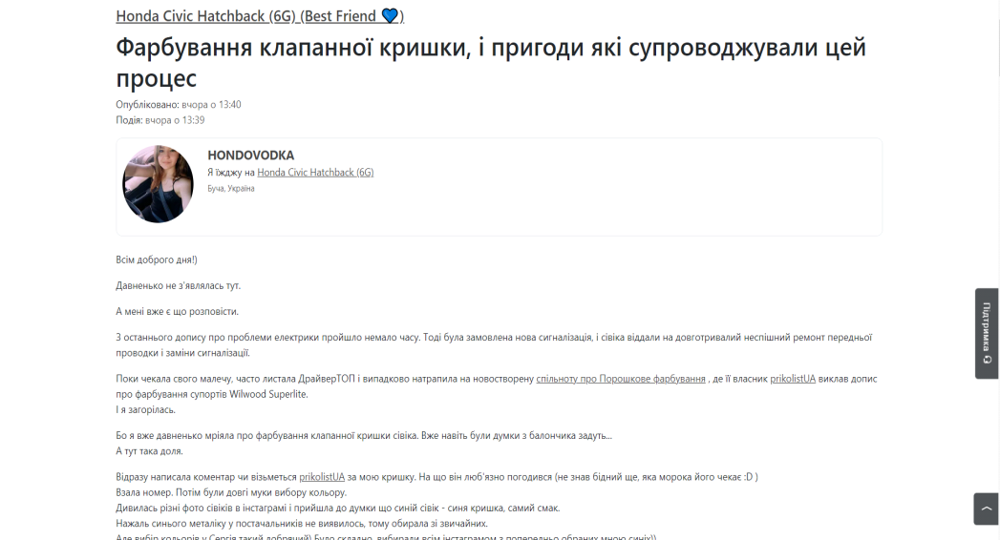 Honda Civic Hatchback (6G) (Best Friend 💙)
Фарбування клапанної кришки, і пригоди які супроводжували цей
процес
Опубліковано: вчора о 13:40
Подія: вчора о 13:39
HONDOVODKA
Я їжджу на Honda Civic Hatchback (6G)
Буча, Україна
Всім доброго дня!)
Давненько не з'являлась тут.
А мені вже є що розповісти.
З останнього допису про проблеми електрики пройшло немало часу. Тоді була замовлена нова сигналізація, і сівіка віддали на довготривалий неспішний ремонт передньої
проводки і заміни сигналізації.
Підтримка
Поки чекала свого малечу, часто листала ДрайверТОП і випадково натрапила на новостворену спільноту про Порошкове фарбування , де її власник prikolistUA виклав допис
про фарбування супортів Wilwood Superlite.
І я загорілась.
Бо я вже давненько мріяла про фарбування клапанної кришки сівіка. Вже навіть були думки з балончика задуть...
А тут така доля.
Відразу написала коментар чи візьметься prikolistUA за мою кришку. На що він люб'язно погодився (не знав бідний ще, яка морока його чекає :D )
Взала номер. Потім були довгі муки вибору кольору.
Дивилась різні фото сівіків в інстаграмі і прийшла до думки що синій сівік - синя кришка, самий смак.
Нажаль синього металіку у постачальників не виявилось, тому обирала зі звичайних.
Але вибір кольорів у Сергія такий добрячий) Було складно, вибирали всім інстаграмом з попередньо обраних мною синіх))